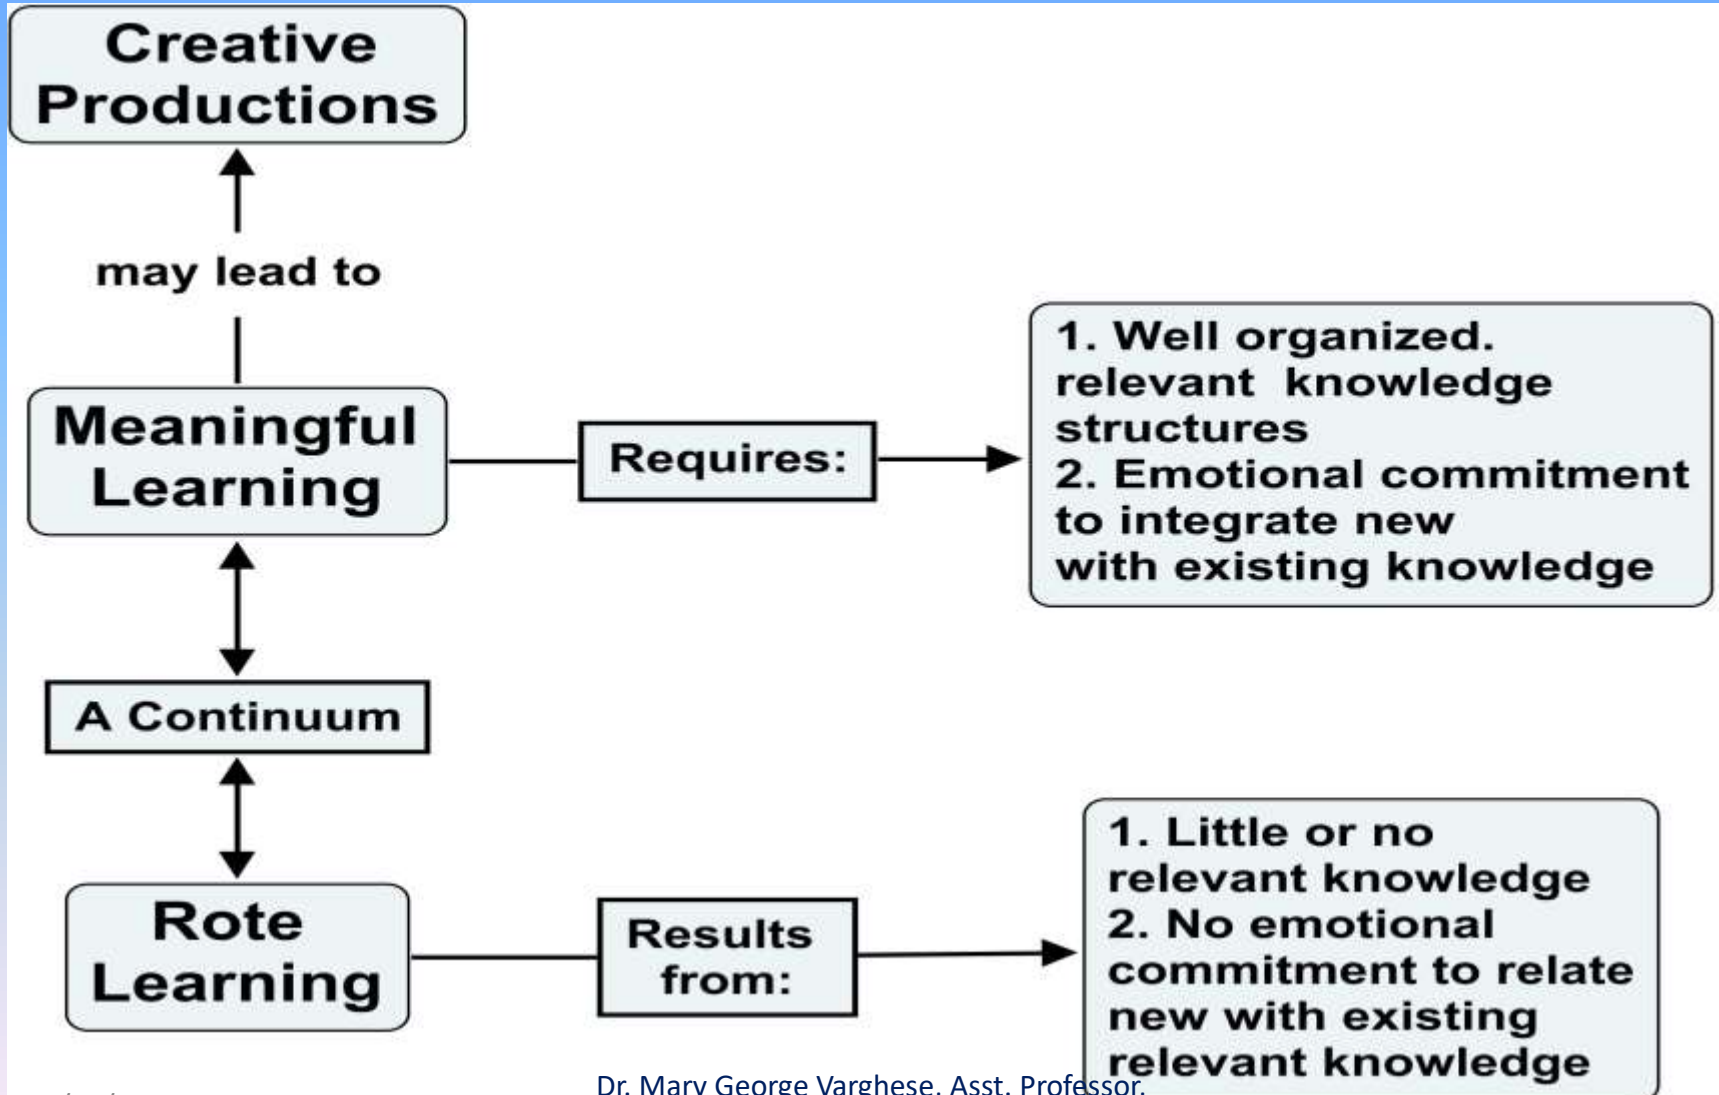 Creative
Productions
may lead to
Meaningful
Learning
Requires:
1. Well organized.
relevant knowledge
structures
2. Emotional commitment
to integrate new
with existing knowledge
A Continuum
Rote
Learning
Results
from:
1. Little or no
relevant knowledge
2. No emotional
commitment to relate
new with existing
relevant knowledge
Dr. Mary George Varghese, Asst. Professor,